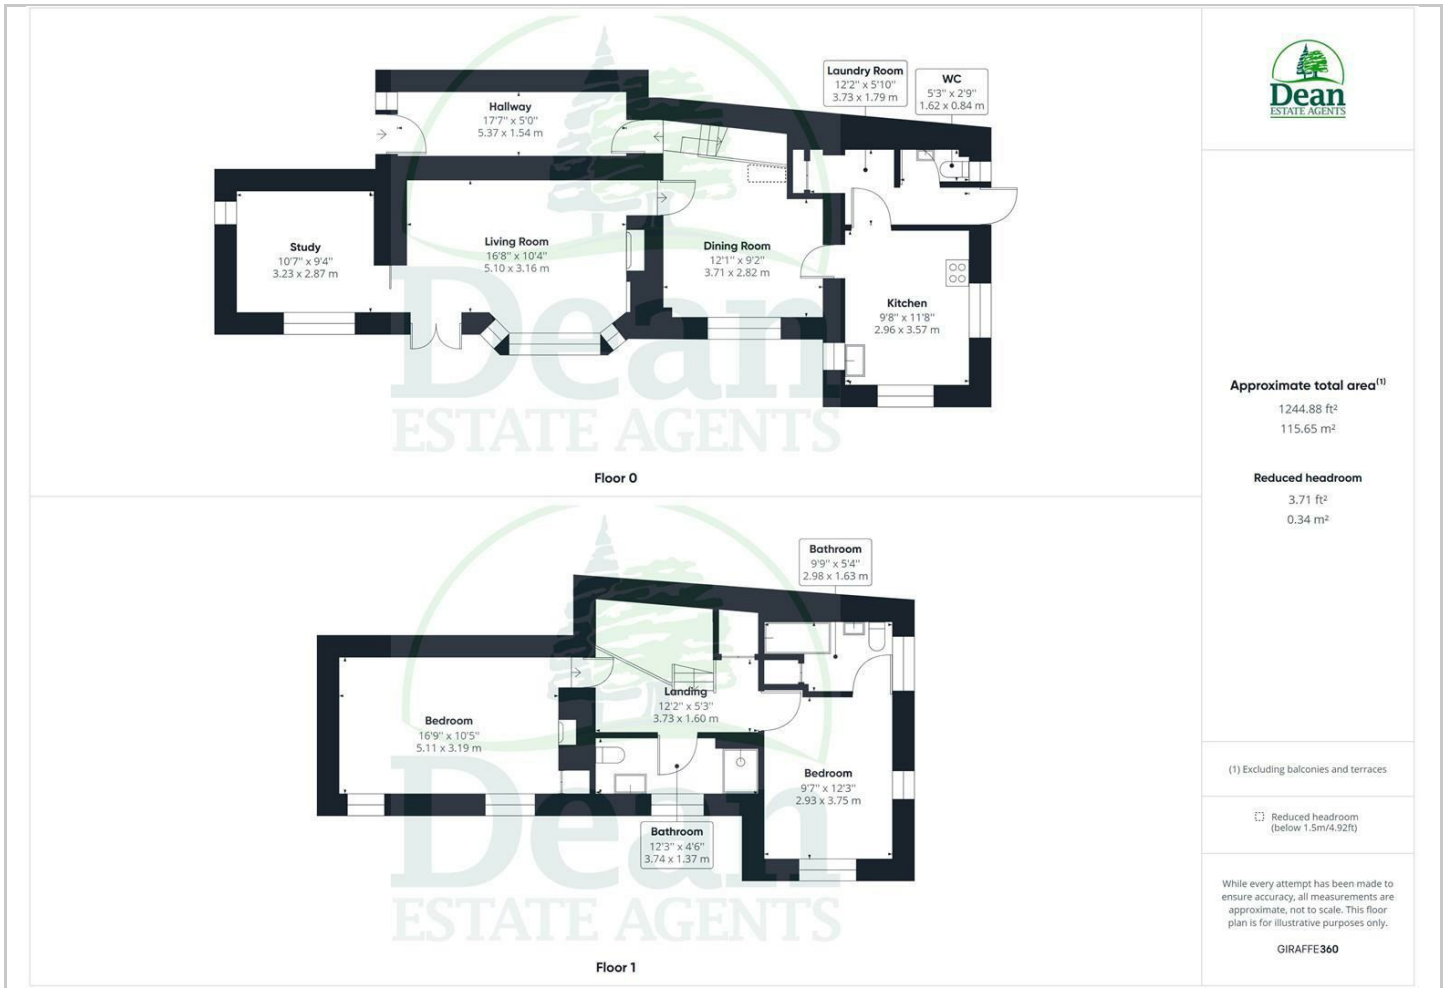 Hallway
17'7" x 5'0"
5.37 x 1.54 m
Laundry Room
12'2" x 5'10"
3.73 x 1.79 m
WC
5'3" x 2'9"
1.62 x 0.84 m
Study
10'7" x 9'4"
3.23 x 2.87 m
Living Room
16'8" x 10'4"
5.10 x 3.16 m
Dining Room
12'1" x 9'2"
3.71 x 2.82 m
Kitchen
9'8" x 11'8"
2.96 x 3.57 m
Dean
ESTATE AGENTS
Floor 0
Bathroom
9'9" x 5'4"
2.98 x 1.63 m
Landing
12'2" x 5'3"
3.73 x 1.60 m
Bedroom
16'9" x 10'5"
5.11 x 3.19 m
Bedroom
9'7" x 12'3"
2.93 x 3.75 m
Bathroom
12'3" x 4'6"
3.74 x 1.37 m
Dean
ESTATE AGENTS
Floor 1
Dean
ESTATE AGENTS
Approximate total area(1)
1244.88 ft²
115.65 m²
Reduced headroom
3.71 ft²
0.34 m²
(1) Excluding balconies and terraces
Reduced headroom
(below 1.5m/4.92ft)
While every attempt has been made to
ensure accuracy, all measurements are
approximate, not to scale. This floor
plan is for illustrative purposes only.
GIRAFFE360